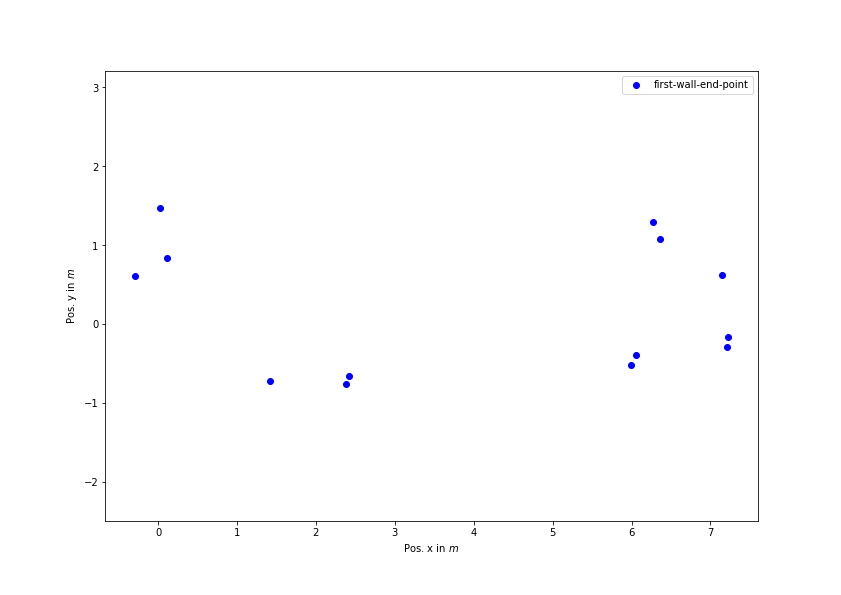 first-wall-end-point
3
2
1
0
−1
−2
Pos. y in m
0 1 2 3 4 5 6 7
Pos. x in m